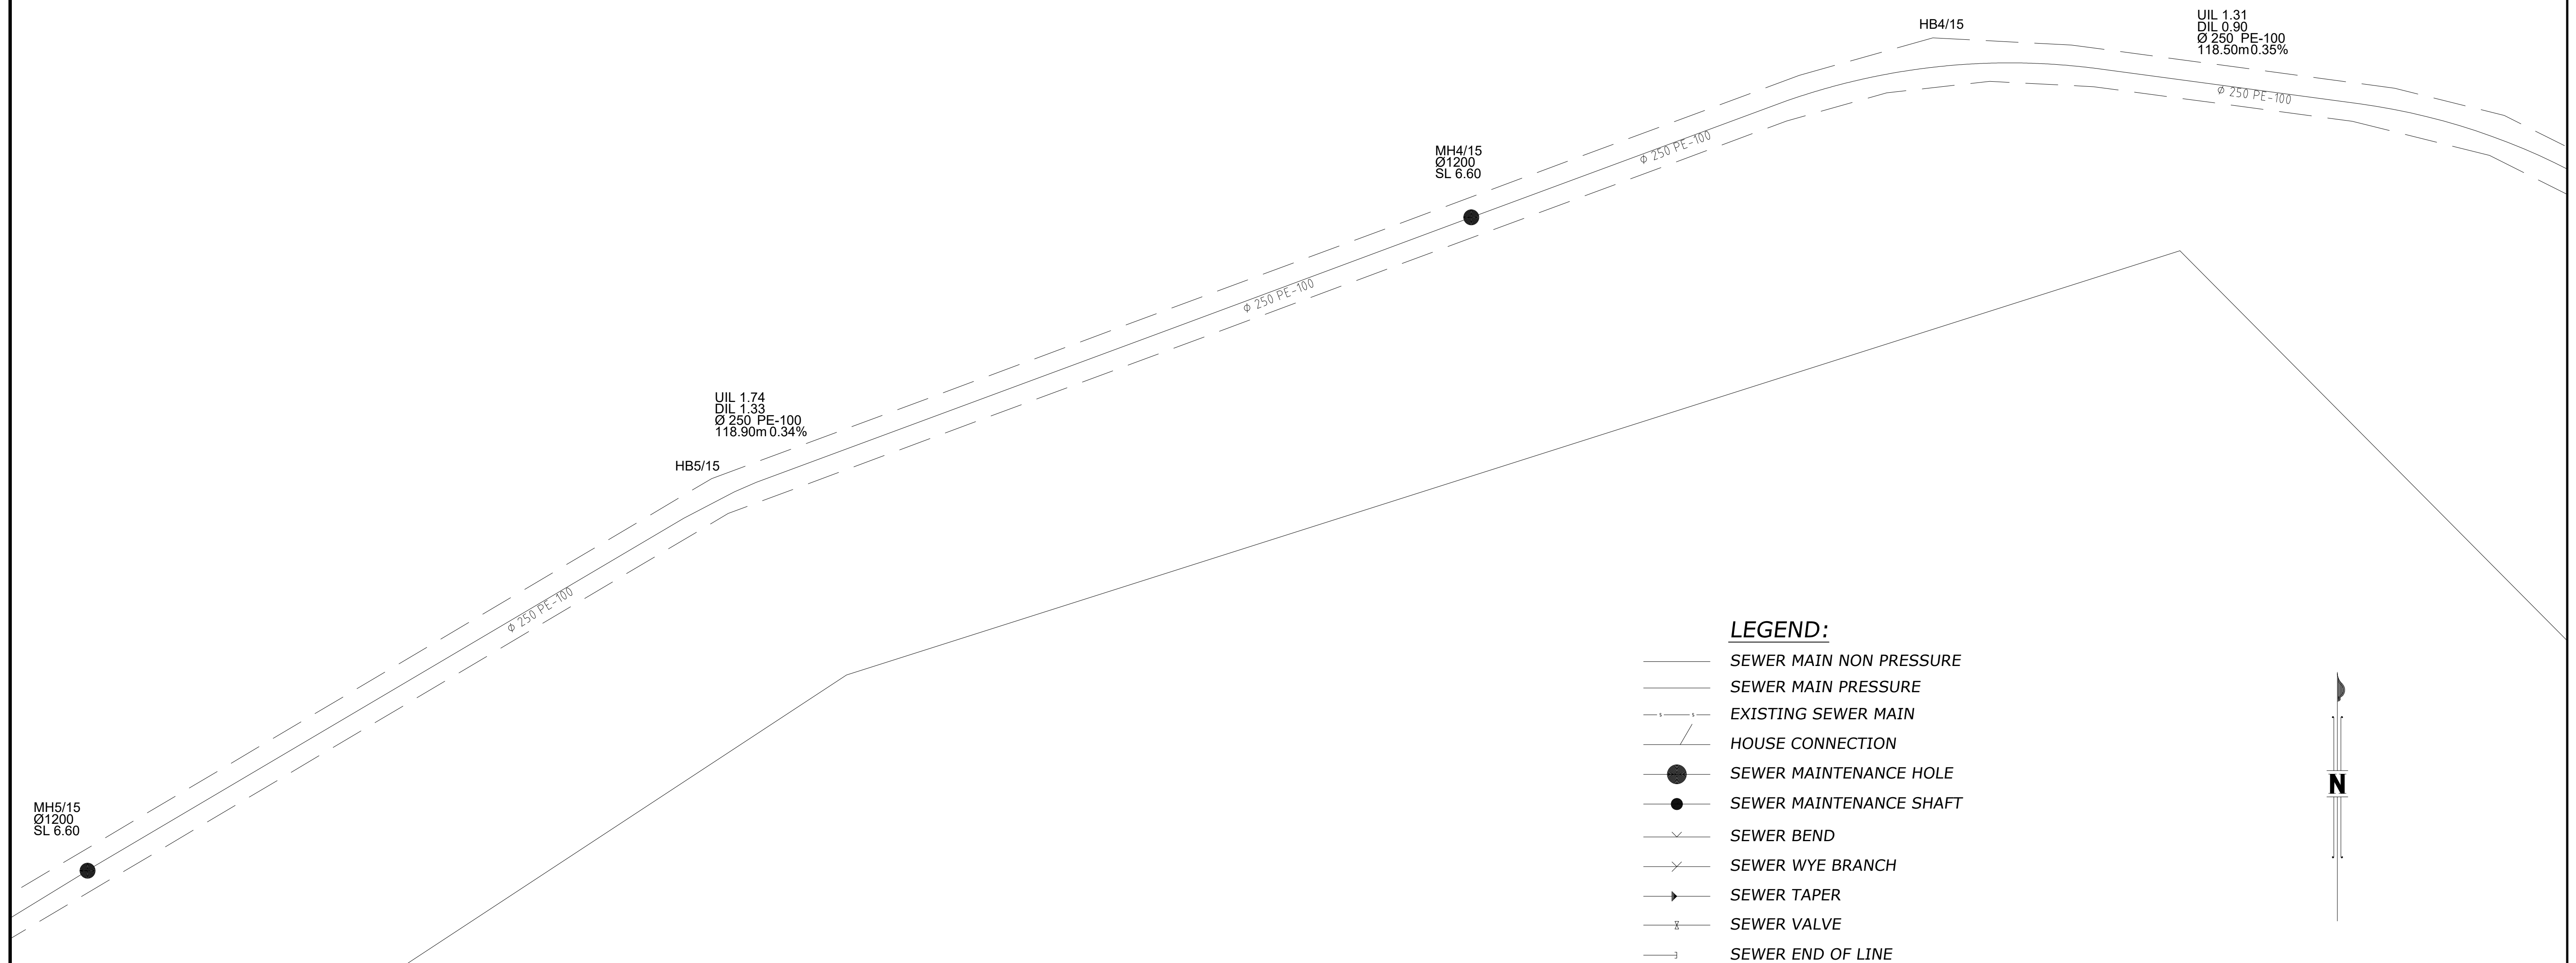 HB4/15
UIL 1.31
DIL 0.90
Ø 250 PE-100
118.50m 0.35%
Φ 250 PE-100
MH4/15
Ø1200
SL 6.60
Φ 250 PE-100
Φ 250 PE-100
UIL 1.74
DIL 1.33
Ø 250 PE-100
118.90m 0.34%
HB5/15
Φ 250 PE-100
MH5/15
Ø1200
SL 6.60
LEGEND:
SEWER MAIN NON PRESSURE
SEWER MAIN PRESSURE
S S EXISTING SEWER MAIN
HOUSE CONNECTION
SEWER MAINTENANCE HOLE
SEWER MAINTENANCE SHAFT
SEWER BEND
SEWER WYE BRANCH
SEWER TAPER
SEWER VALVE
SEWER END OF LINE
N